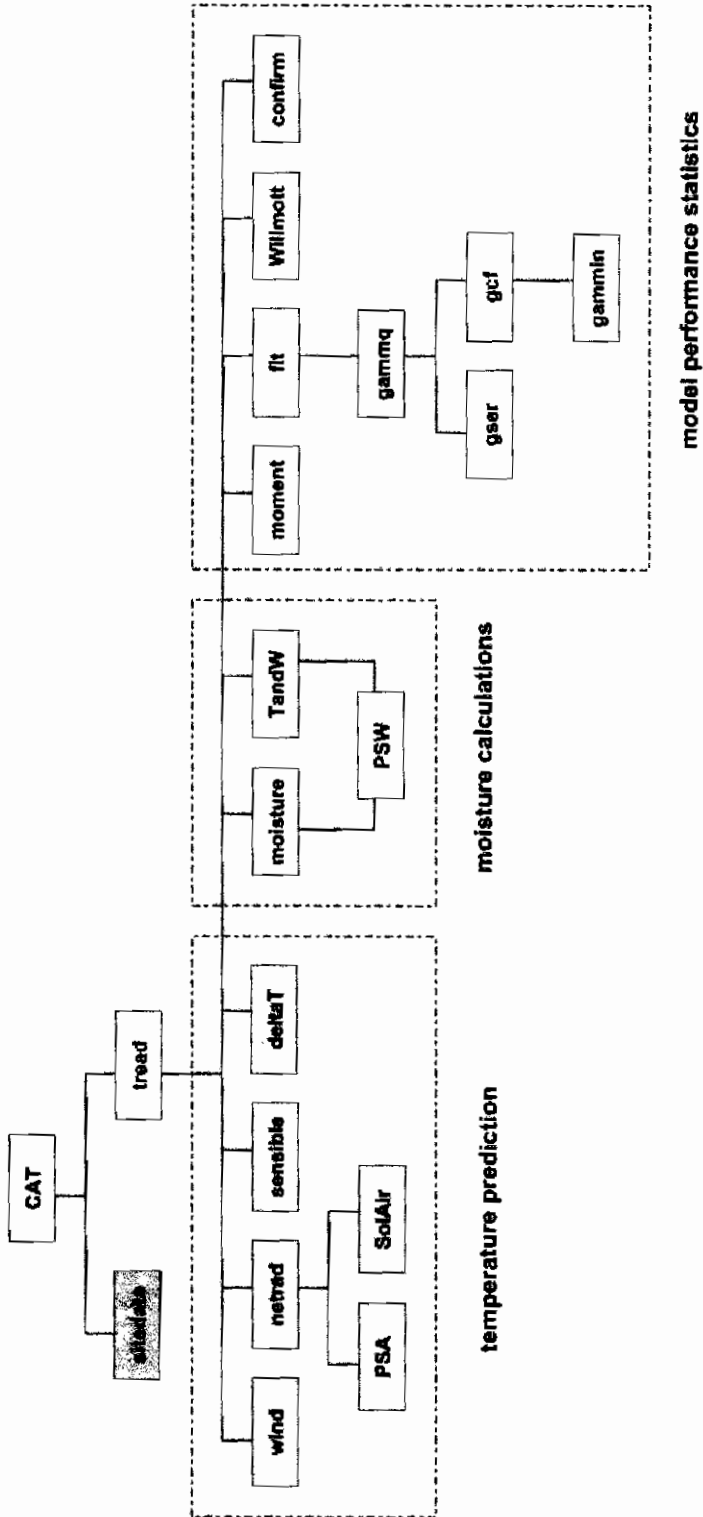 CAT
tread
wind
netrad
sensible
deltaT
moisture
TandW
moment
fit
Willmott
confirm
PSA
SolAir
PSW
gammq
gser
gcf
gammln
temperature prediction
moisture calculations
model performance statistics